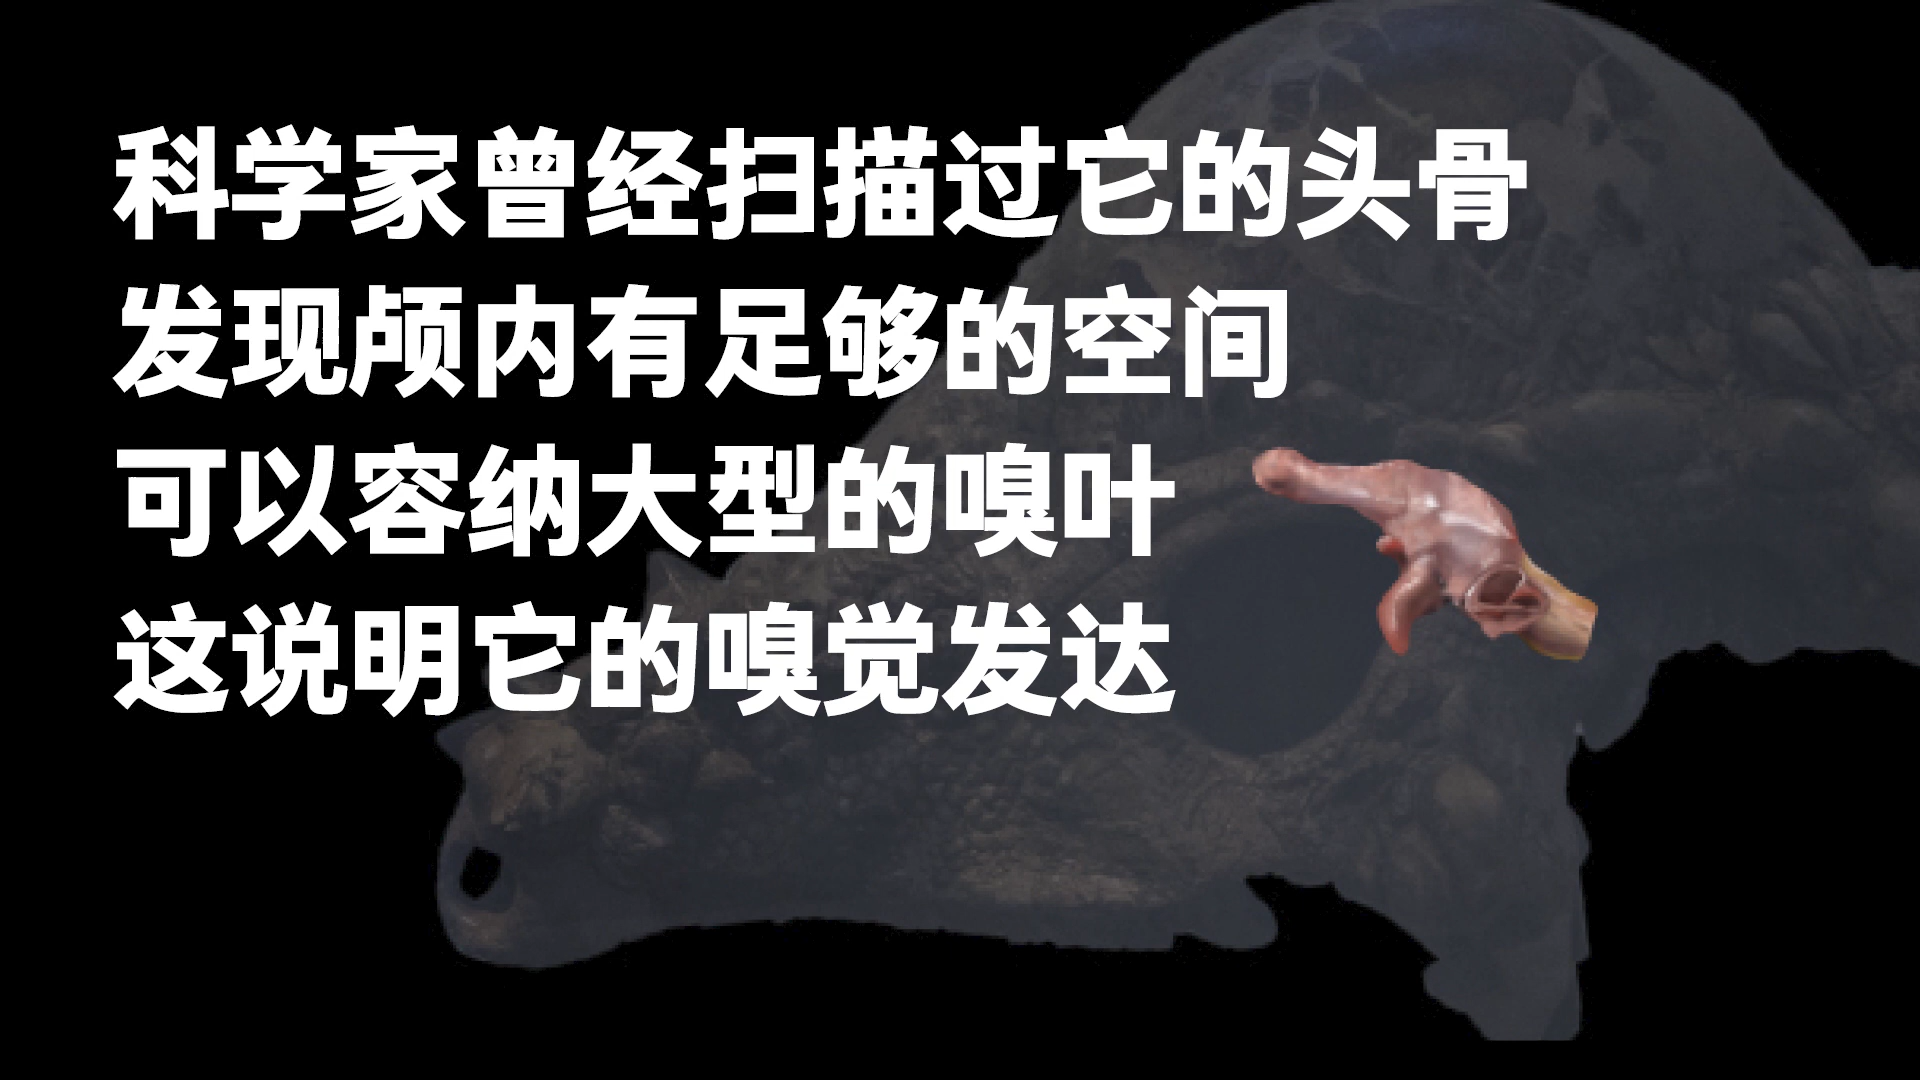 科学家曾经扫描过它的头骨
发现颅内有足够的空间
可以容纳大型的嗅叶
这说明它的嗅觉发达